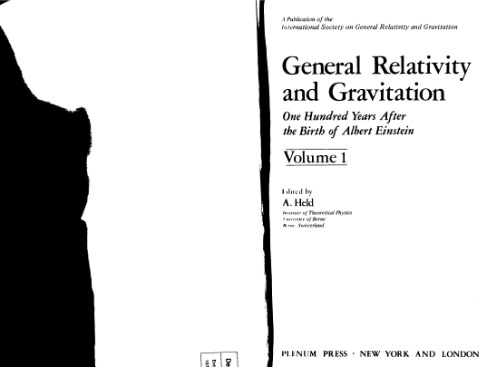 A Publication of the
International Society on General Relativity and Gravitation
General Relativity
and Gravitation
One Hundred Years After
the Birth of Albert Einstein
Volume 1
Edited by
A. Held
Institute of Theoretical Physics
University of Berne
Berne, Switzerland
PLENUM PRESS · NEW YORK AND LONDON